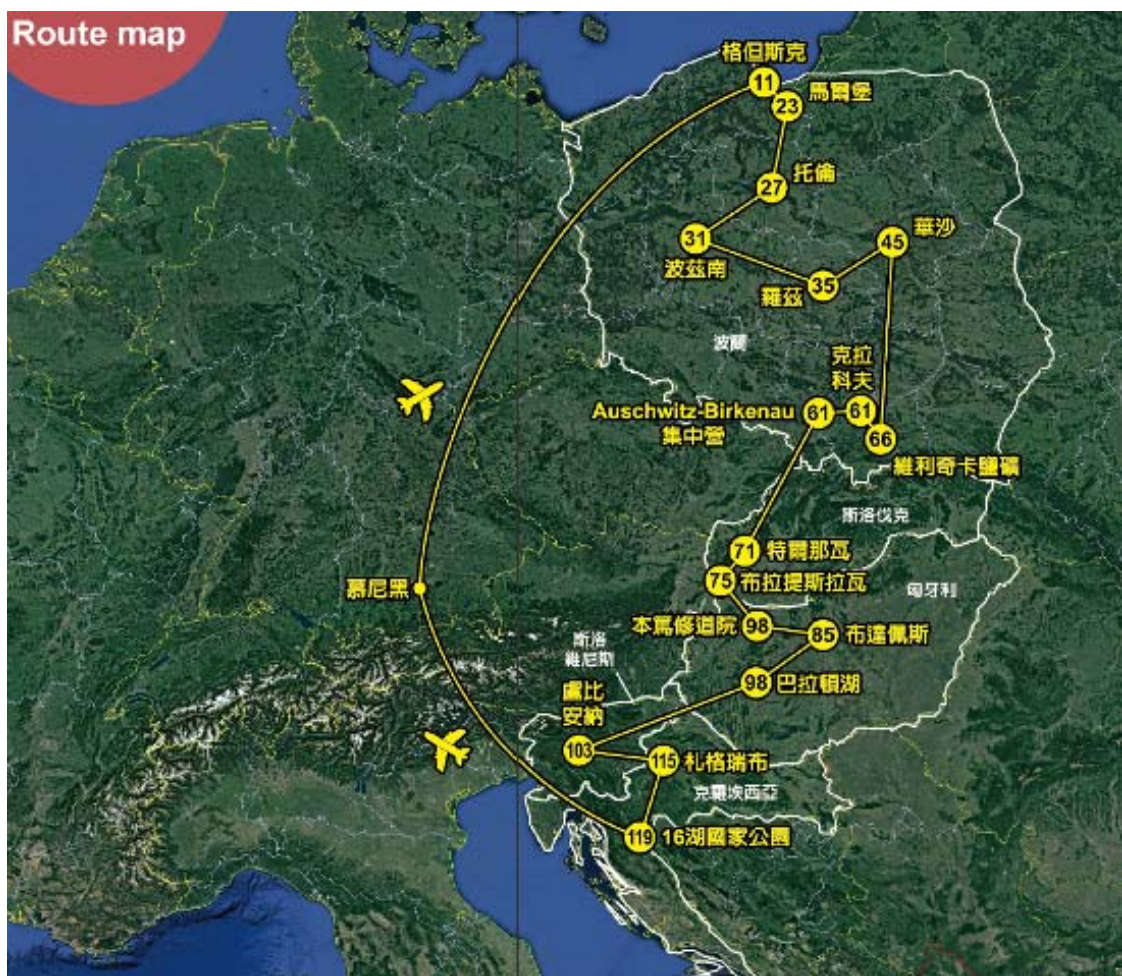 Route map
格但斯克
11
馬爾堡
23
托倫
27
31
波茲南
華沙
45
羅茲
35
波蘭
克拉
科夫
Auschwitz-Birkenau
集中營
61
61
66
維利奇卡鹽礦
斯洛伐克
71
特爾那瓦
75
布拉提斯拉瓦
匈牙利
慕尼黑
本篤修道院
98
85
布達佩斯
斯洛
維尼斯
98
巴拉頓湖
盧比
安納
103
115
札格瑞布
克羅埃西亞
119
16湖國家公園